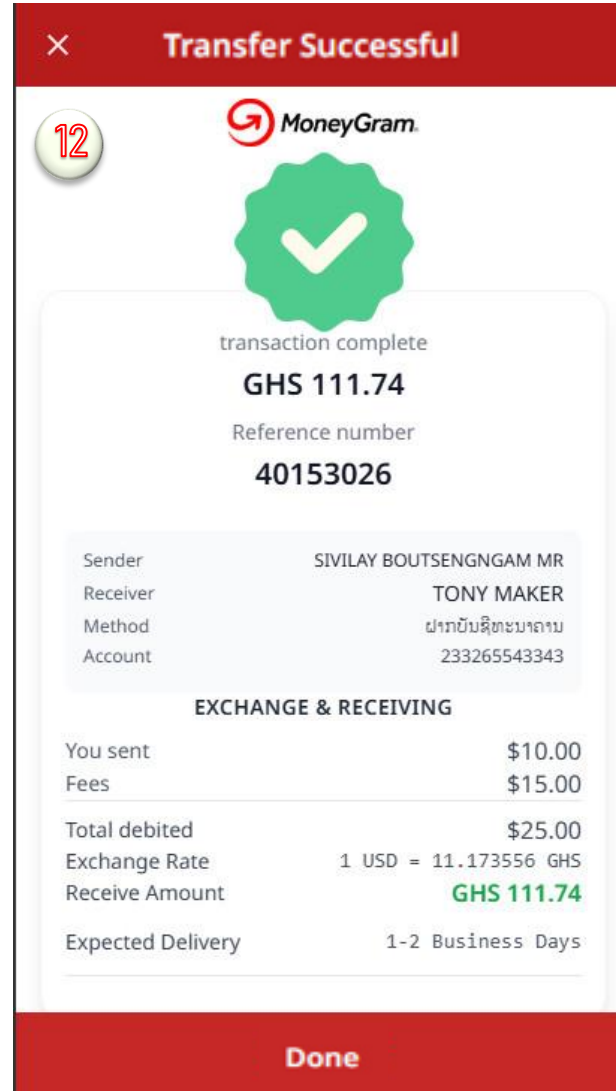 Transfer Successful
12
MoneyGram.
transaction complete
GHS 111.74
Reference number
40153026
Sender SIVILAY BOUTSENGNGAM MR
Receiver TONY MAKER
Method ຝາກບັນຊີທະນາຄານ
Account 233265543343
EXCHANGE & RECEIVING
You sent $10.00
Fees $15.00
Total debited $25.00
Exchange Rate 1 USD = 11.173556 GHS
Receive Amount GHS 111.74
Expected Delivery 1-2 Business Days
Done